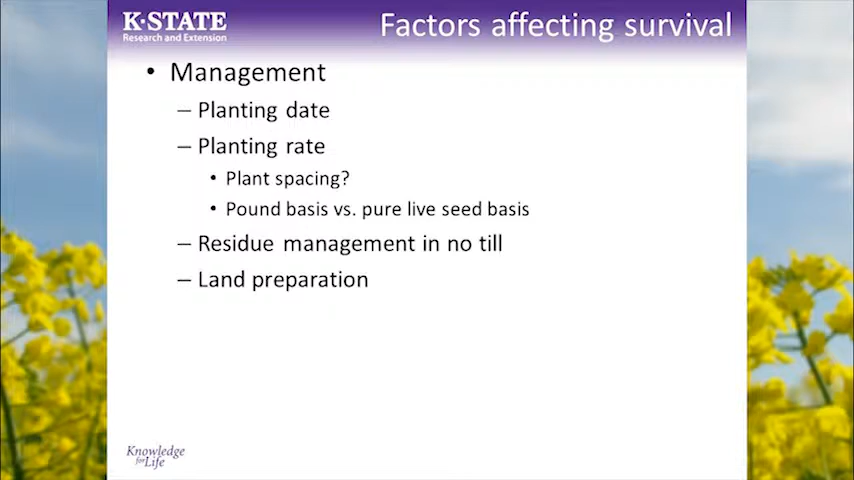 K·STATE
Research and Extension
Factors affecting survival
• Management
– Planting date
– Planting rate
• Plant spacing?
• Pound basis vs. pure live seed basis
– Residue management in no till
– Land preparation
Knowledge
for Life